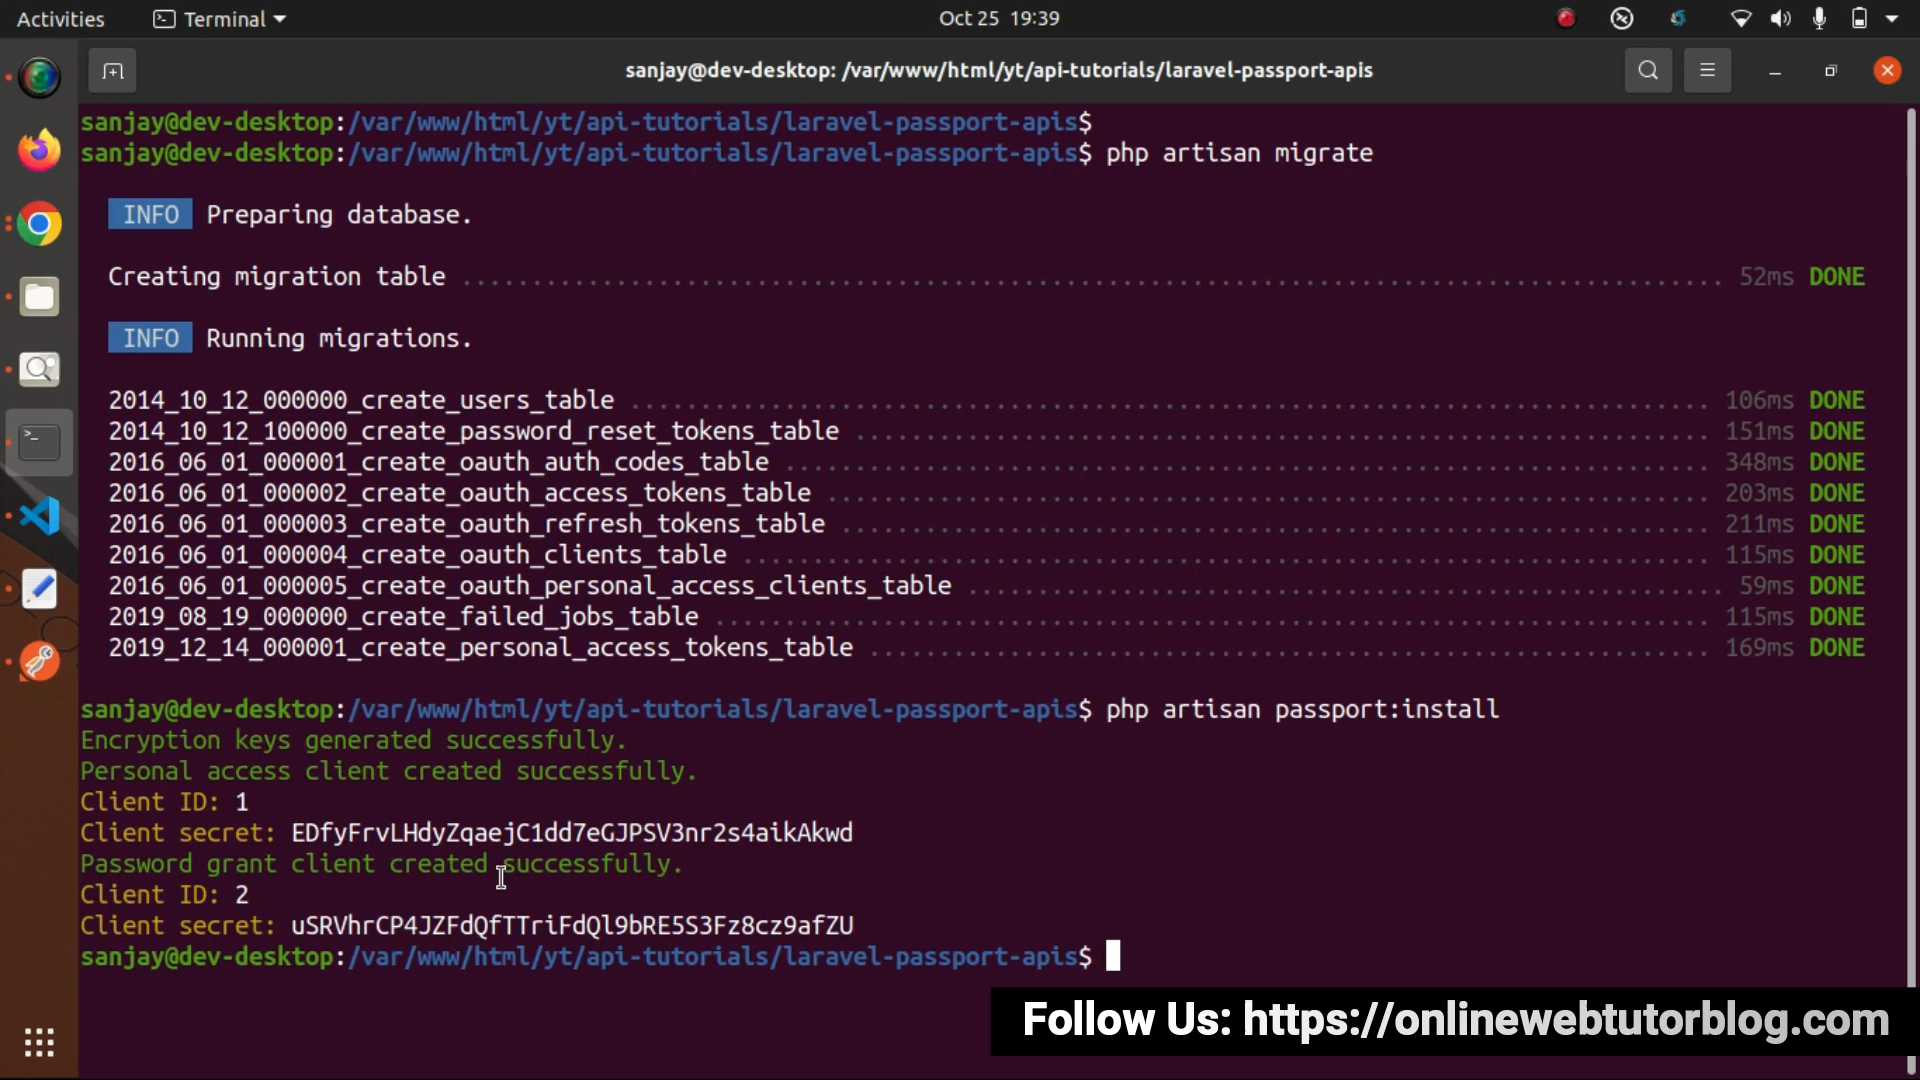 Activities
Terminal
Oct 25 19:39
sanjay@dev-desktop: /var/www/html/yt/api-tutorials/laravel-passport-apis
sanjay@dev-desktop:/var/www/html/yt/api-tutorials/laravel-passport-apis$
sanjay@dev-desktop:/var/www/html/yt/api-tutorials/laravel-passport-apis$ php artisan migrate
INFO Preparing database.
Creating migration table ........................................................................................... 52ms DONE
INFO Running migrations.
2014_10_12_000000_create_users_table .............................................................................. 106ms DONE
2014_10_12_100000_create_password_reset_tokens_table .............................................................. 151ms DONE
2016_06_01_000001_create_oauth_auth_codes_table ................................................................... 348ms DONE
2016_06_01_000002_create_oauth_access_tokens_table ................................................................ 203ms DONE
2016_06_01_000003_create_oauth_refresh_tokens_table ............................................................... 211ms DONE
2016_06_01_000004_create_oauth_clients_table ...................................................................... 115ms DONE
2016_06_01_000005_create_oauth_personal_access_clients_table ....................................................... 59ms DONE
2019_08_19_000000_create_failed_jobs_table ........................................................................ 115ms DONE
2019_12_14_000001_create_personal_access_tokens_table ............................................................. 169ms DONE
sanjay@dev-desktop:/var/www/html/yt/api-tutorials/laravel-passport-apis$ php artisan passport:install
Encryption keys generated successfully.
Personal access client created successfully.
Client ID: 1
Client secret: EDfyFrvLHdyZqaejC1dd7eGJPSV3nr2s4aikAkwd
Password grant client created successfully.
Client ID: 2
Client secret: uSRVhrCP4JZFdQfTTriFdQl9bRE5S3Fz8cz9afZU
sanjay@dev-desktop:/var/www/html/yt/api-tutorials/laravel-passport-apis$
Follow Us: https://onlinewebtutorblog.com